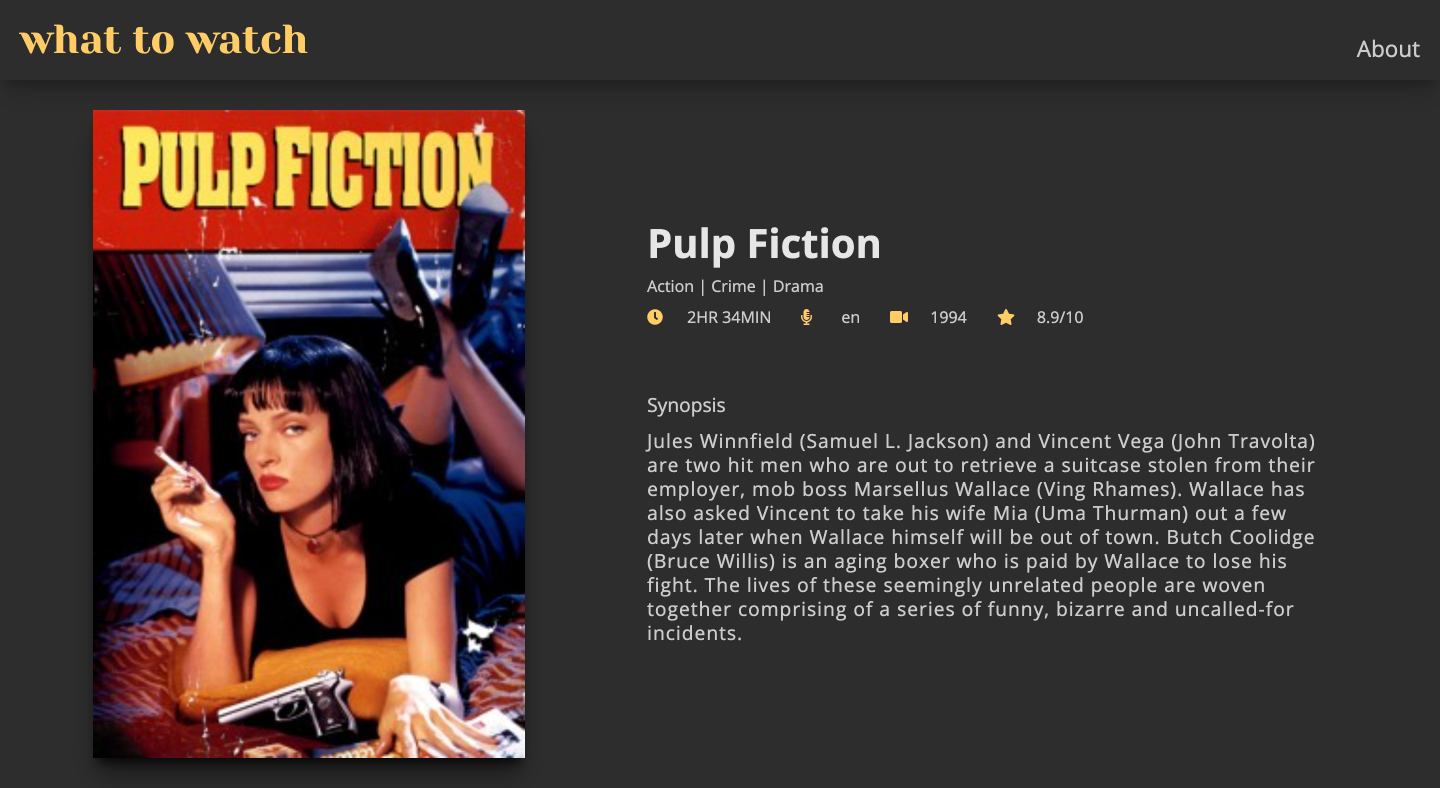 what to watch
About
PULP FICTION
Pulp Fiction
Action | Crime | Drama
2HR 34MIN en 1994 8.9/10
Synopsis
Jules Winnfield (Samuel L. Jackson) and Vincent Vega (John Travolta)
are two hit men who are out to retrieve a suitcase stolen from their
employer, mob boss Marsellus Wallace (Ving Rhames). Wallace has
also asked Vincent to take his wife Mia (Uma Thurman) out a few
days later when Wallace himself will be out of town. Butch Coolidge
(Bruce Willis) is an aging boxer who is paid by Wallace to lose his
fight. The lives of these seemingly unrelated people are woven
together comprising of a series of funny, bizarre and uncalled-for
incidents.